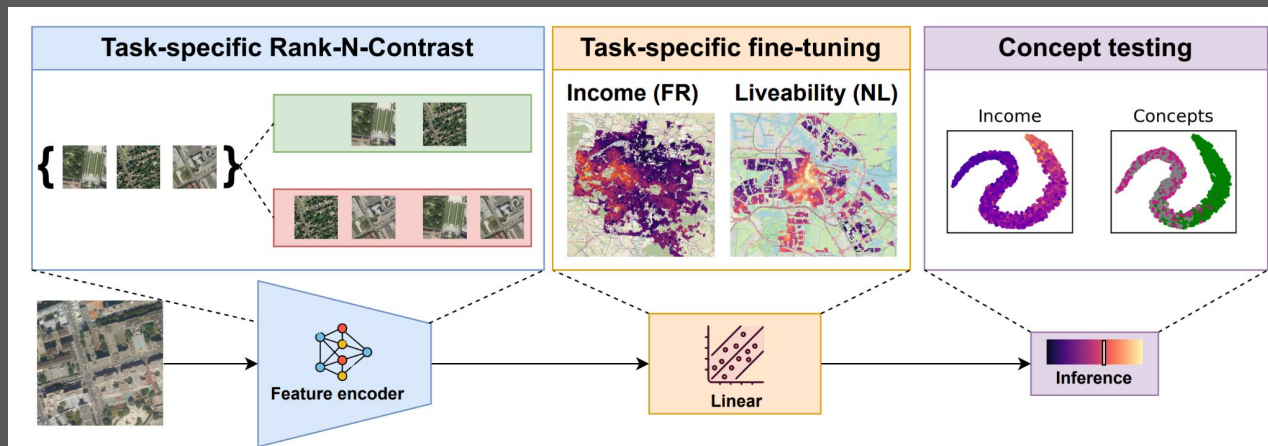 Task-specific Rank-N-Contrast
Task-specific fine-tuning
Concept testing
Income (FR)
Liveability (NL)
Income
Concepts
{ }
Feature encoder
Linear
Inference